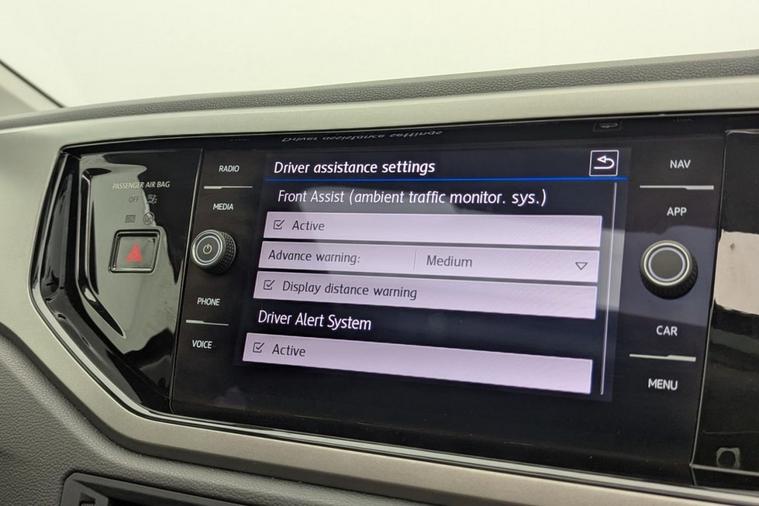 PASSENGER AIR BAG
OFF
RADIO
MEDIA
PHONE
VOICE
Driver assistance settings
Front Assist (ambient traffic monitor. sys.)
Active
Advance warning: Medium
Display distance warning
Driver Alert System
Active
NAV
APP
CAR
MENU